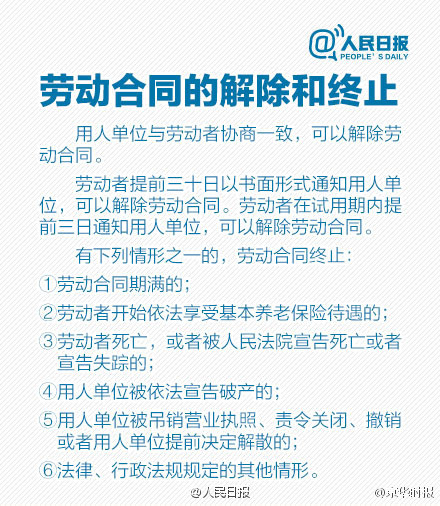 @人民日报
PEOPLE'S DAILY
劳动合同的解除和终止
用人单位与劳动者协商一致，可以解除劳
动合同。
劳动者提前三十日以书面形式通知用人单
位，可以解除劳动合同。劳动者在试用期内提
前三日通知用人单位，可以解除劳动合同。
有下列情形之一的，劳动合同终止：
①劳动合同期满的；
②劳动者开始依法享受基本养老保险待遇的；
③劳动者死亡，或者被人民法院宣告死亡或者
宣告失踪的；
④用人单位被依法宣告破产的；
⑤用人单位被吊销营业执照、责令关闭、撤销
或者用人单位提前决定解散的；
⑥法律、行政法规规定的其他情形。
@人民日报
@京华时报